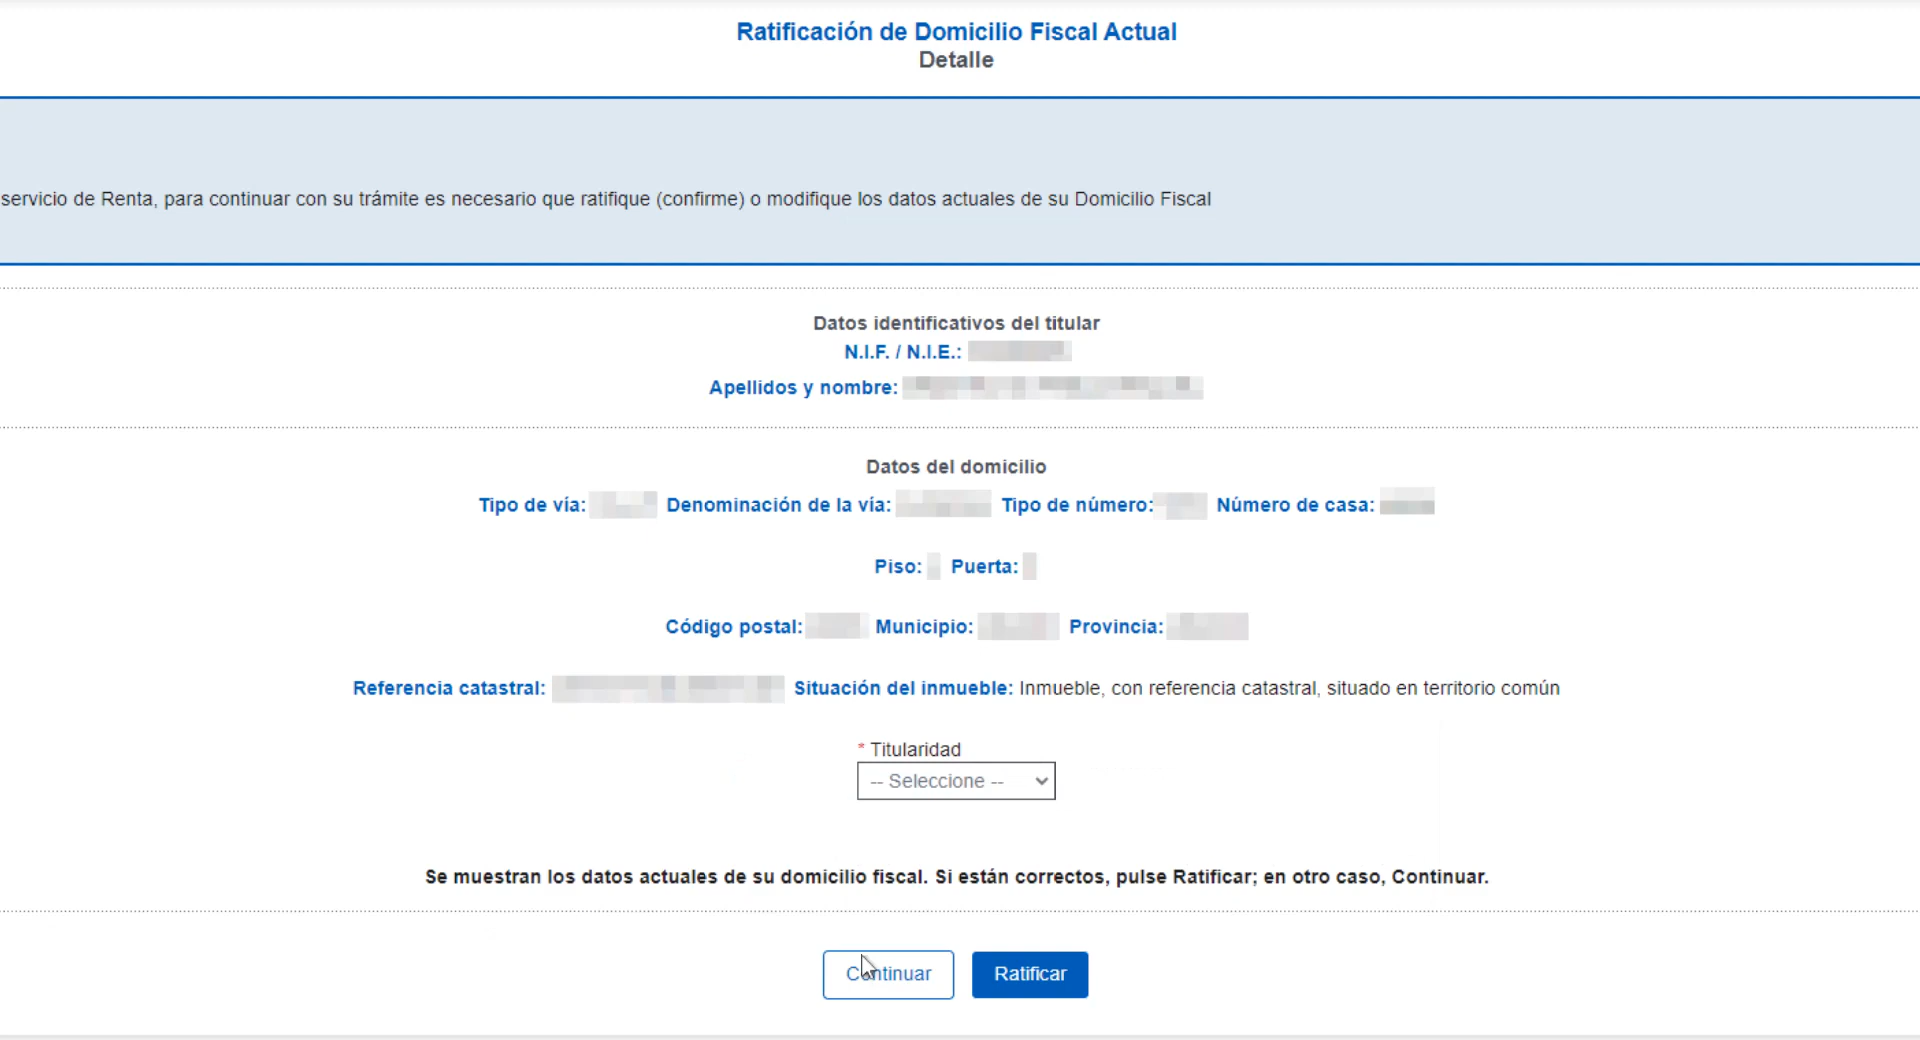 Ratificación de Domicilio Fiscal Actual
Detalle
servicio de Renta, para continuar con su trámite es necesario que ratifique (confirme) o modifique los datos actuales de su Domicilio Fiscal
Datos identificativos del titular
N.I.F. / N.I.E.:
Apellidos y nombre:
Datos del domicilio
Tipo de vía: Denominación de la vía: Tipo de número: Número de casa:
Piso: Puerta:
Código postal: Municipio: Provincia:
Referencia catastral: Situación del inmueble: Inmueble, con referencia catastral, situado en territorio común
* Titularidad
-- Seleccione --
Se muestran los datos actuales de su domicilio fiscal. Si están correctos, pulse Ratificar; en otro caso, Continuar.
Continuar Ratificar